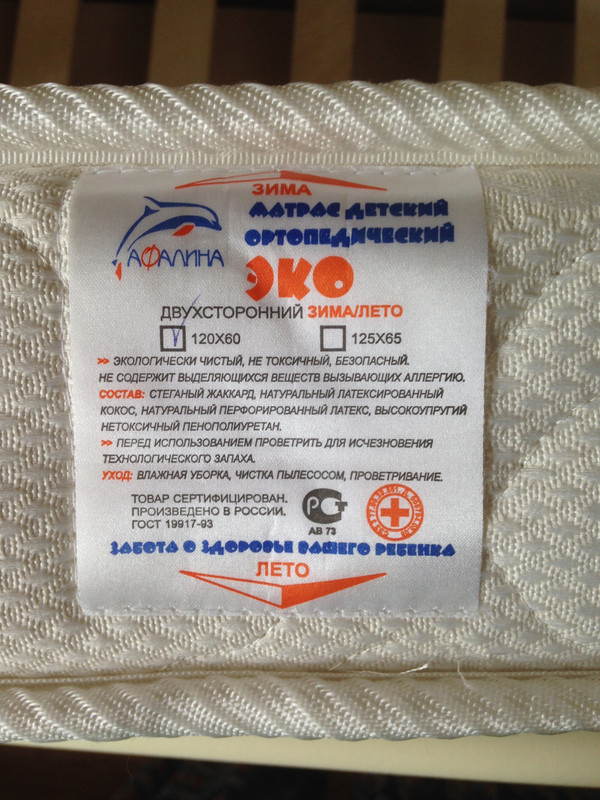 ЗИМА
АФАЛИНА
МАТРАС ДЕТСКИЙ
ОРТОПЕДИЧЕСКИЙ
ЭКО
ДВУХСТОРОННИЙ ЗИМА/ЛЕТО
120X60 125X65
>> ЭКОЛОГИЧЕСКИ ЧИСТЫЙ, НЕ ТОКСИЧНЫЙ, БЕЗОПАСНЫЙ.
НЕ СОДЕРЖИТ ВЫДЕЛЯЮЩИХСЯ ВЕЩЕСТВ ВЫЗЫВАЮЩИХ АЛЛЕРГИЮ.
СОСТАВ: СТЕГАНЫЙ ЖАККАРД, НАТУРАЛЬНЫЙ ЛАТЕКСИРОВАННЫЙ
КОКОС, НАТУРАЛЬНЫЙ ПЕРФОРИРОВАННЫЙ ЛАТЕКС, ВЫСОКОУПРУГИЙ
НЕТОКСИЧНЫЙ ПЕНОПОЛИУРЕТАН.
>> ПЕРЕД ИСПОЛЬЗОВАНИЕМ ПРОВЕТРИТЬ ДЛЯ ИСЧЕЗНОВЕНИЯ
ТЕХНОЛОГИЧЕСКОГО ЗАПАХА.
УХОД: ВЛАЖНАЯ УБОРКА, ЧИСТКА ПЫЛЕСОСОМ, ПРОВЕТРИВАНИЕ.
ТОВАР СЕРТИФИЦИРОВАН.
ПРОИЗВЕДЕНО В РОССИИ.
ГОСТ 19917-93
РСТ
АВ 73
ЗАБОТА О ЗДОРОВЬЕ ВАШЕГО РЕБЕНКА
ЛЕТО